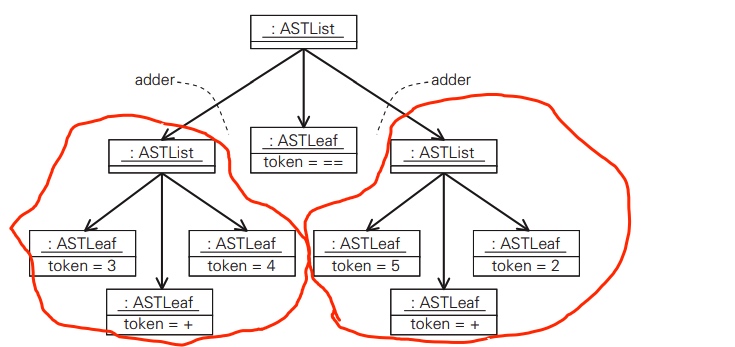 : ASTList
adder
adder
: ASTList
: ASTLeaf
token = ==
: ASTList
: ASTLeaf
token = 3
: ASTLeaf
token = 4
: ASTLeaf
token = 5
: ASTLeaf
token = 2
: ASTLeaf
token = +
: ASTLeaf
token = +